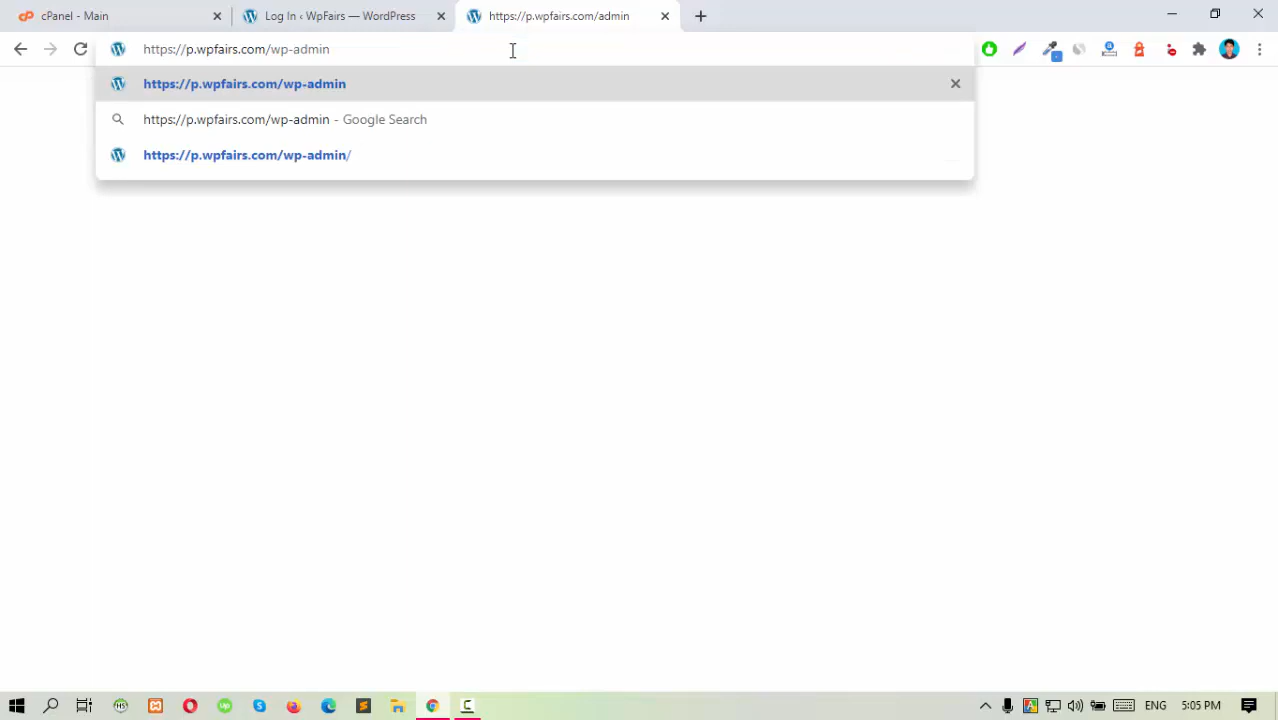 cPanel - Main
Log In ‹ WpFairs — WordPress
https://p.wpfairs.com/admin
https://p.wpfairs.com/wp-admin
https://p.wpfairs.com/wp-admin
https://p.wpfairs.com/wp-admin - Google Search
https://p.wpfairs.com/wp-admin/
ENG
5:05 PM